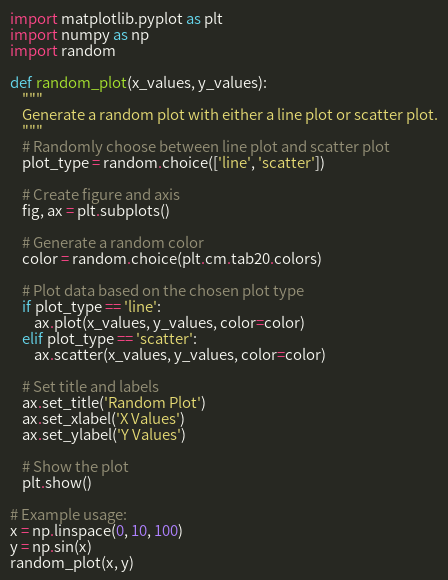 import matplotlib.pyplot as plt
import numpy as np
import random

def random_plot(x_values, y_values):
    """
    Generate a random plot with either a line plot or scatter plot.
    """
    # Randomly choose between line plot and scatter plot
    plot_type = random.choice(['line', 'scatter'])

    # Create figure and axis
    fig, ax = plt.subplots()

    # Generate a random color
    color = random.choice(plt.cm.tab20.colors)

    # Plot data based on the chosen plot type
    if plot_type == 'line':
        ax.plot(x_values, y_values, color=color)
    elif plot_type == 'scatter':
        ax.scatter(x_values, y_values, color=color)

    # Set title and labels
    ax.set_title('Random Plot')
    ax.set_xlabel('X Values')
    ax.set_ylabel('Y Values')

    # Show the plot
    plt.show()

# Example usage:
x = np.linspace(0, 10, 100)
y = np.sin(x)
random_plot(x, y)